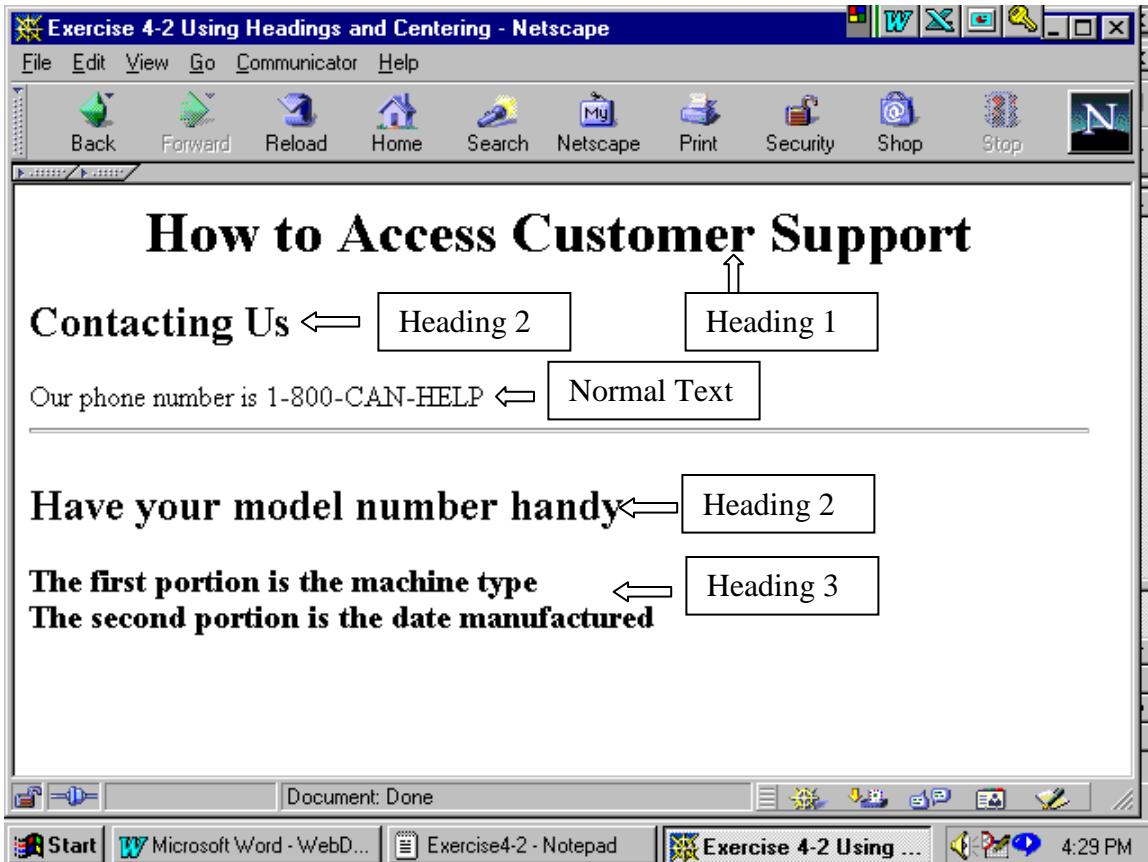 Exercise 4-2 Using Headings and Centering - Netscape
File Edit View Go Communicator Help
Back Forward Reload Home Search Netscape Print Security Shop Stop
My
N
How to Access Customer Support
Contacting Us
Heading 2
Heading 1
Our phone number is 1-800-CAN-HELP
Normal Text
Have your model number handy
Heading 2
The first portion is the machine type
Heading 3
The second portion is the date manufactured
Document: Done
Start Microsoft Word - WebD... Exercise4-2 - Notepad Exercise 4-2 Using ... 4:29 PM